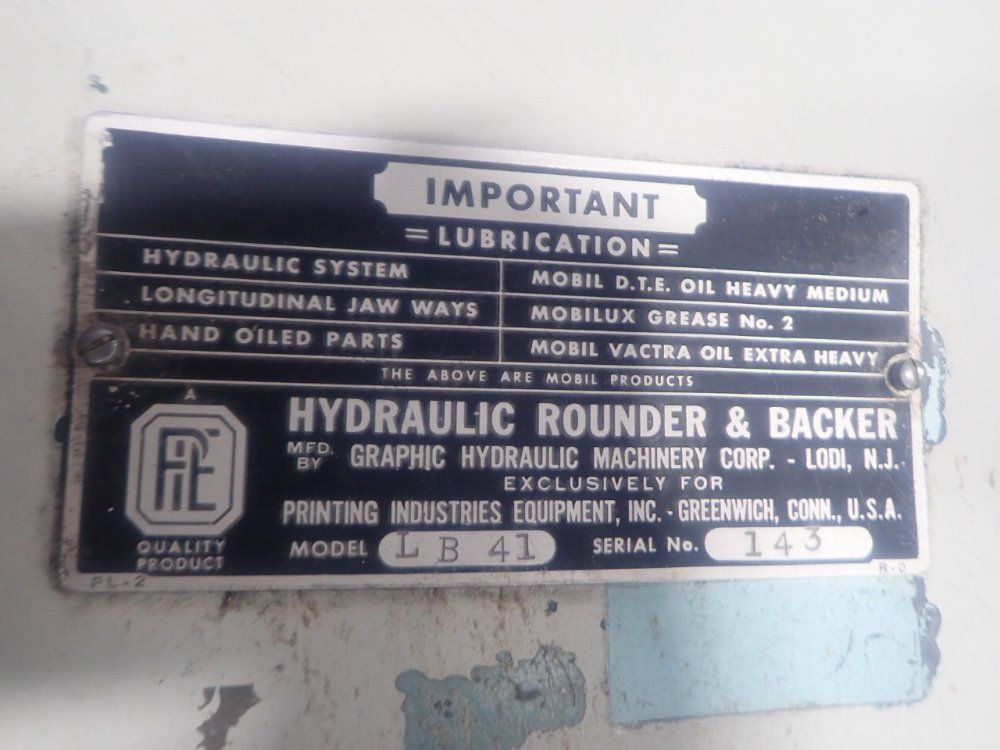 IMPORTANT
=LUBRICATION=
HYDRAULIC SYSTEM MOBIL D.T.E. OIL HEAVY MEDIUM
LONGITUDINAL JAW WAYS MOBILUX GREASE No. 2
HAND OILED PARTS MOBIL VACTRA OIL EXTRA HEAVY
THE ABOVE ARE MOBIL PRODUCTS
A
PIE
QUALITY
PRODUCT
HYDRAULIC ROUNDER & BACKER
MFD. BY GRAPHIC HYDRAULIC MACHINERY CORP. - LODI, N.J.
EXCLUSIVELY FOR
PRINTING INDUSTRIES EQUIPMENT, INC. - GREENWICH, CONN., U.S.A.
MODEL LB 41 SERIAL No. 143
PL-2 R-0